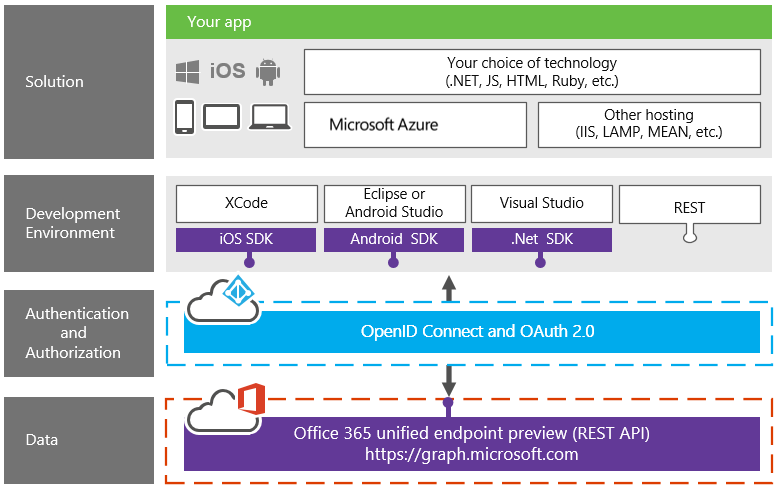 Your app
Solution
iOS
Your choice of technology
(.NET, JS, HTML, Ruby, etc.)
Microsoft Azure
Other hosting
(IIS, LAMP, MEAN, etc.)
Development
Environment
XCode
Eclipse or
Android Studio
Visual Studio
REST
iOS SDK
Android SDK
.Net SDK
Authentication
and
Authorization
OpenID Connect and OAuth 2.0
Data
Office 365 unified endpoint preview (REST API)
https://graph.microsoft.com